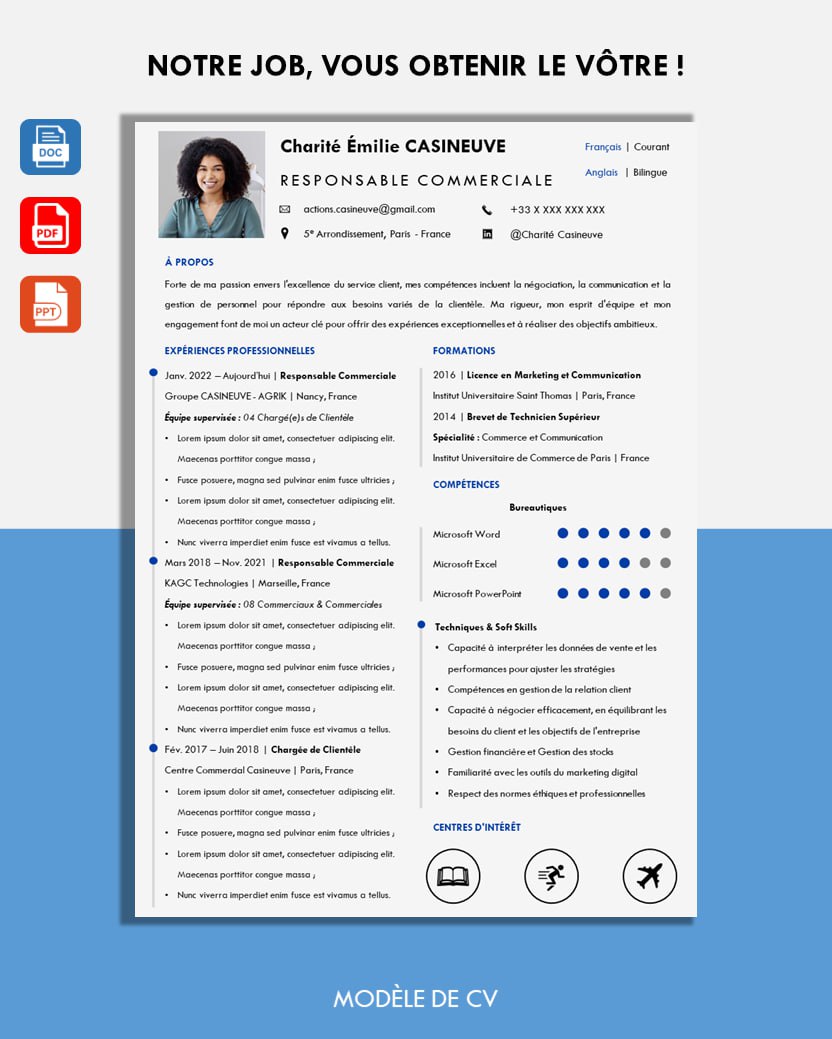 NOTRE JOB, VOUS OBTENIR LE VÔTRE !
DOC
PDF
PPT
Charité Émilie CASINEUVE
RESPONSABLE COMMERCIALE
Français | Courant
Anglais | Bilingue
actions.casineuve@gmail.com
+33 X XXX XXX XXX
5e Arrondissement, Paris - France
in @Charité Casineuve
À PROPOS
Forte de ma passion envers l'excellence du service client, mes compétences incluent la négociation, la communication et la
gestion de personnel pour répondre aux besoins variés de la clientèle. Ma rigueur, mon esprit d'équipe et mon
engagement font de moi un acteur clé pour offrir des expériences exceptionnelles et à réaliser des objectifs ambitieux.
EXPÉRIENCES PROFESSIONNELLES
Janv. 2022 – Aujourd'hui | Responsable Commerciale
Groupe CASINEUVE - AGRIK | Nancy, France
Équipe supervisée : 04 Chargé(e)s de Clientèle
• Lorem ipsum dolor sit amet, consectetuer adipiscing elit.
Maecenas porttitor congue massa ;
• Fusce posuere, magna sed pulvinar enim fusce ultricies ;
• Lorem ipsum dolor sit amet, consectetuer adipiscing elit.
Maecenas porttitor congue massa ;
• Nunc viverra imperdiet enim fusce est vivamus a tellus.
Mars 2018 – Nov. 2021 | Responsable Commerciale
KAGC Technologies | Marseille, France
Équipe supervisée : 08 Commerciaux & Commerciales
• Lorem ipsum dolor sit amet, consectetuer adipiscing elit.
Maecenas porttitor congue massa ;
• Fusce posuere, magna sed pulvinar enim fusce ultricies ;
• Lorem ipsum dolor sit amet, consectetuer adipiscing elit.
Maecenas porttitor congue massa ;
• Nunc viverra imperdiet enim fusce est vivamus a tellus.
Fév. 2017 – Juin 2018 | Chargée de Clientèle
Centre Commercial Casineuve | Paris, France
• Lorem ipsum dolor sit amet, consectetuer adipiscing elit.
Maecenas porttitor congue massa ;
• Fusce posuere, magna sed pulvinar enim fusce ultricies ;
• Lorem ipsum dolor sit amet, consectetuer adipiscing elit.
Maecenas porttitor congue massa ;
• Nunc viverra imperdiet enim fusce est vivamus a tellus.
FORMATIONS
2016 | Licence en Marketing et Communication
Institut Universitaire Saint Thomas | Paris, France
2014 | Brevet de Technicien Supérieur
Spécialité : Commerce et Communication
Institut Universitaire de Commerce de Paris | France
COMPÉTENCES
Bureautiques
Microsoft Word
Microsoft Excel
Microsoft PowerPoint
Techniques & Soft Skills
• Capacité à interpréter les données de vente et les
performances pour ajuster les stratégies
• Compétences en gestion de la relation client
• Capacité à négocier efficacement, en équilibrant les
besoins du client et les objectifs de l'entreprise
• Gestion financière et Gestion des stocks
• Familiarité avec les outils du marketing digital
• Respect des normes éthiques et professionnelles
CENTRES D'INTÉRÊT
MODÈLE DE CV